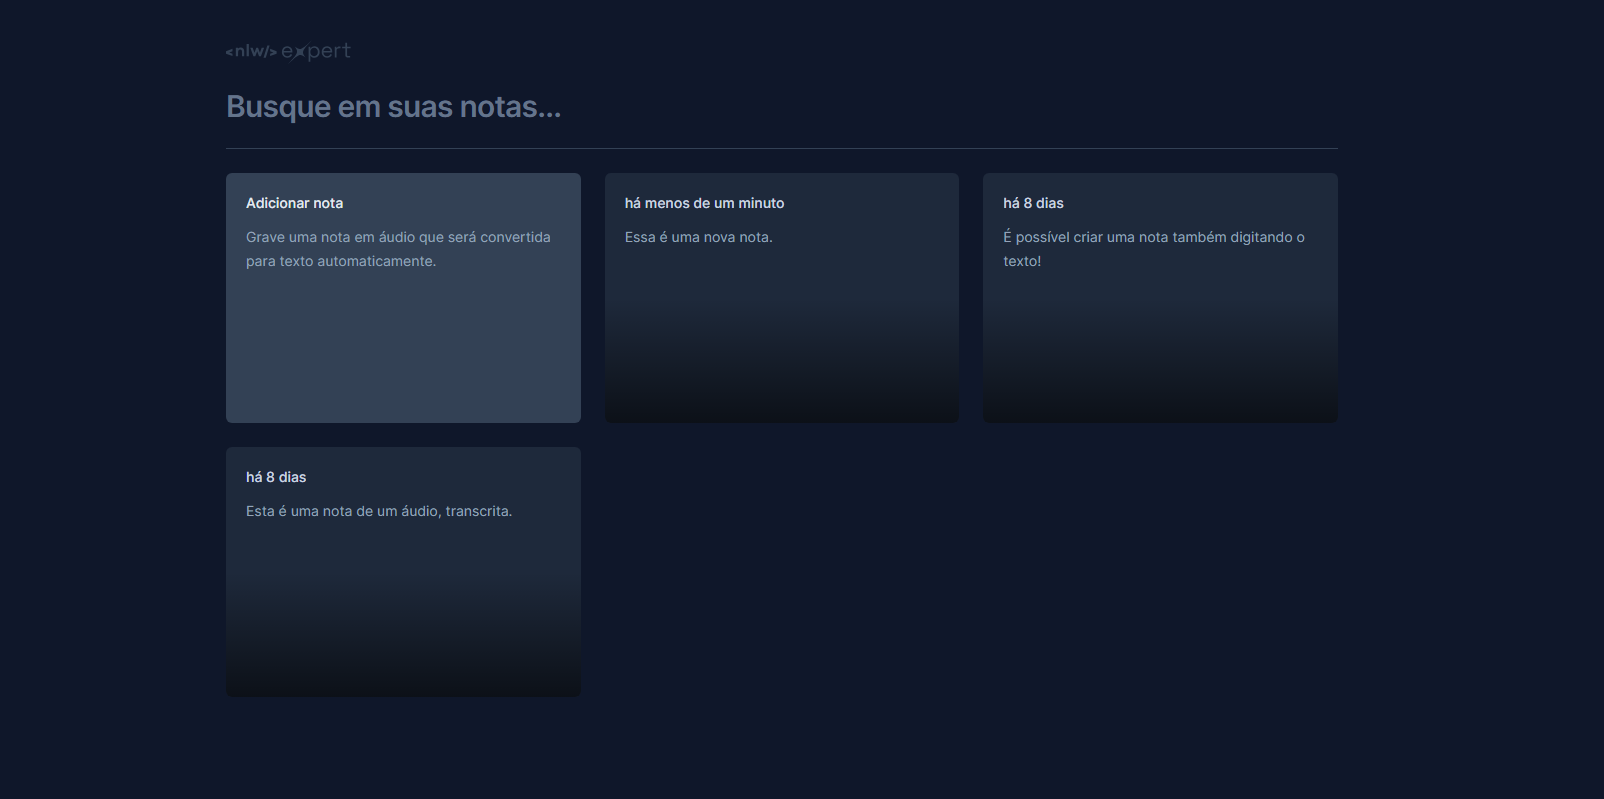 <nlw/> expert
Busque em suas notas...
Adicionar nota
Grave uma nota em áudio que será convertida
para texto automaticamente.
há menos de um minuto
Essa é uma nova nota.
há 8 dias
É possível criar uma nota também digitando o
texto!
há 8 dias
Esta é uma nota de um áudio, transcrita.